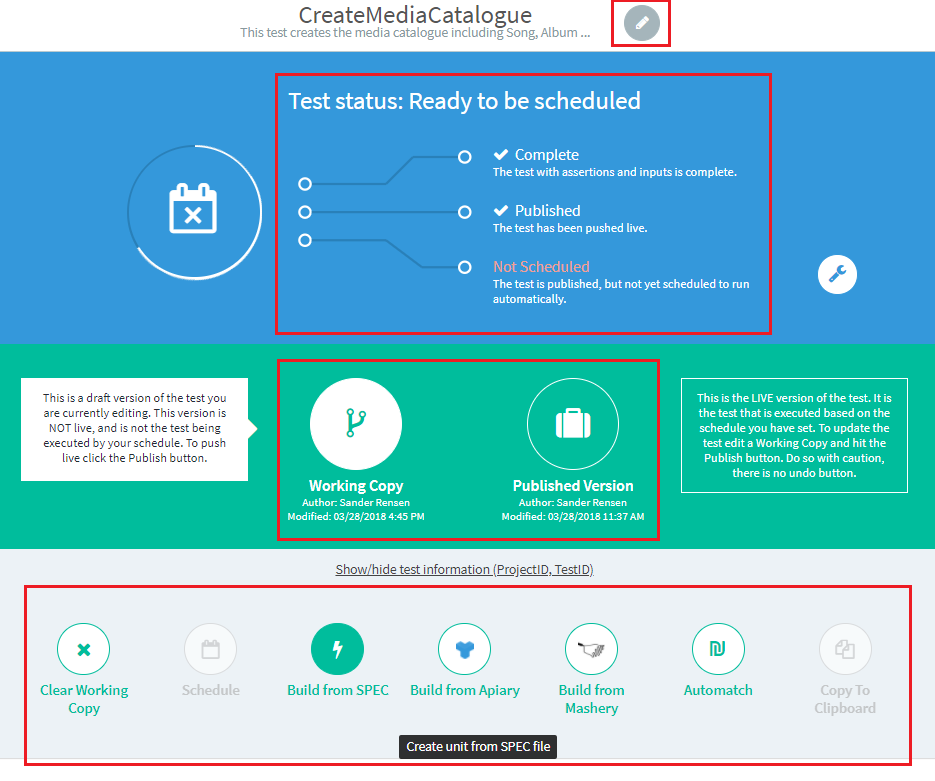 CreateMediaCatalogue
This test creates the media catalogue including Song, Album ...
Test status: Ready to be scheduled
Complete
The test with assertions and inputs is complete.
Published
The test has been pushed live.
Not Scheduled
The test is published, but not yet scheduled to run
automatically.
This is a draft version of the test you
are currently editing. This version is
NOT live, and is not the test being
executed by your schedule. To push
live click the Publish button.
Working Copy
Author: Sander Rensen
Modified: 03/28/2018 4:45 PM
Published Version
Author: Sander Rensen
Modified: 03/28/2018 11:37 AM
This is the LIVE version of the test. It is
the test that is executed based on the
schedule you have set. To update the
test edit a Working Copy and hit the
Publish button. Do so with caution,
there is no undo button.
Show/hide test information (ProjectID, TestID)
Clear Working
Copy
Schedule
Build from SPEC
Build from Apiary
Build from
Mashery
Automatch
Copy To
Clipboard
Create unit from SPEC file